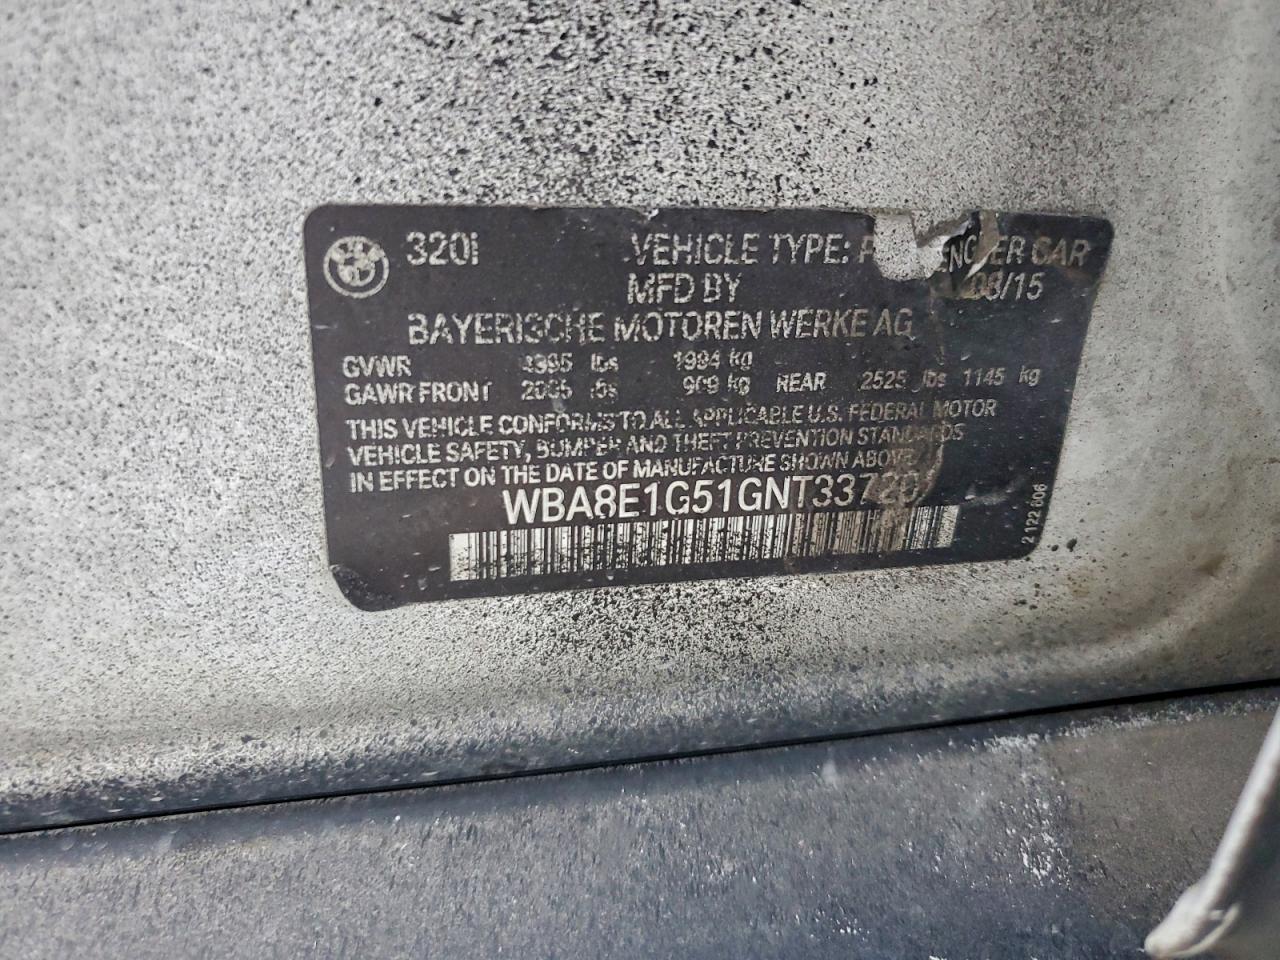 320i VEHICLE TYPE: P ENGER CAR
MFD BY 08/15
BAYERISCHE MOTOREN WERKE AG
GVWR 4395 lbs 1994 kg
GAWR FRONT 2005 lbs 909 kg REAR 2525 lbs 1145 kg
THIS VEHICLE CONFORMS TO ALL APPLICABLE U.S. FEDERAL MOTOR
VEHICLE SAFETY, BUMPER AND THEFT PREVENTION STANDARDS
IN EFFECT ON THE DATE OF MANUFACTURE SHOWN ABOVE
WBA8E1G51GNT33720
2 122 606